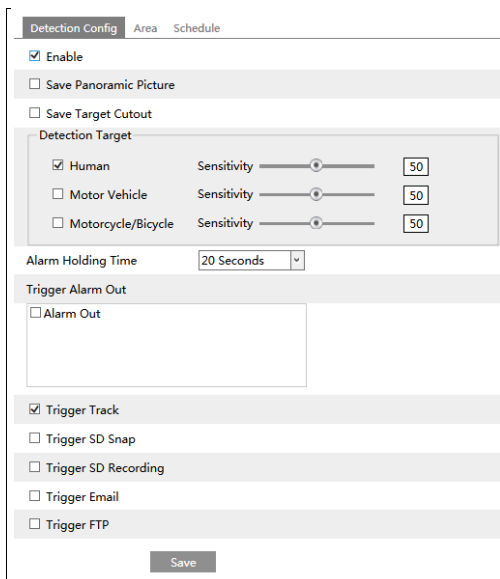 Detection Config Area Schedule
Enable
Save Panoramic Picture
Save Target Cutout
Detection Target
Human Sensitivity 50
Motor Vehicle Sensitivity 50
Motorcycle/Bicycle Sensitivity 50
Alarm Holding Time 20 Seconds
Trigger Alarm Out
Alarm Out
Trigger Track
Trigger SD Snap
Trigger SD Recording
Trigger Email
Trigger FTP
Save